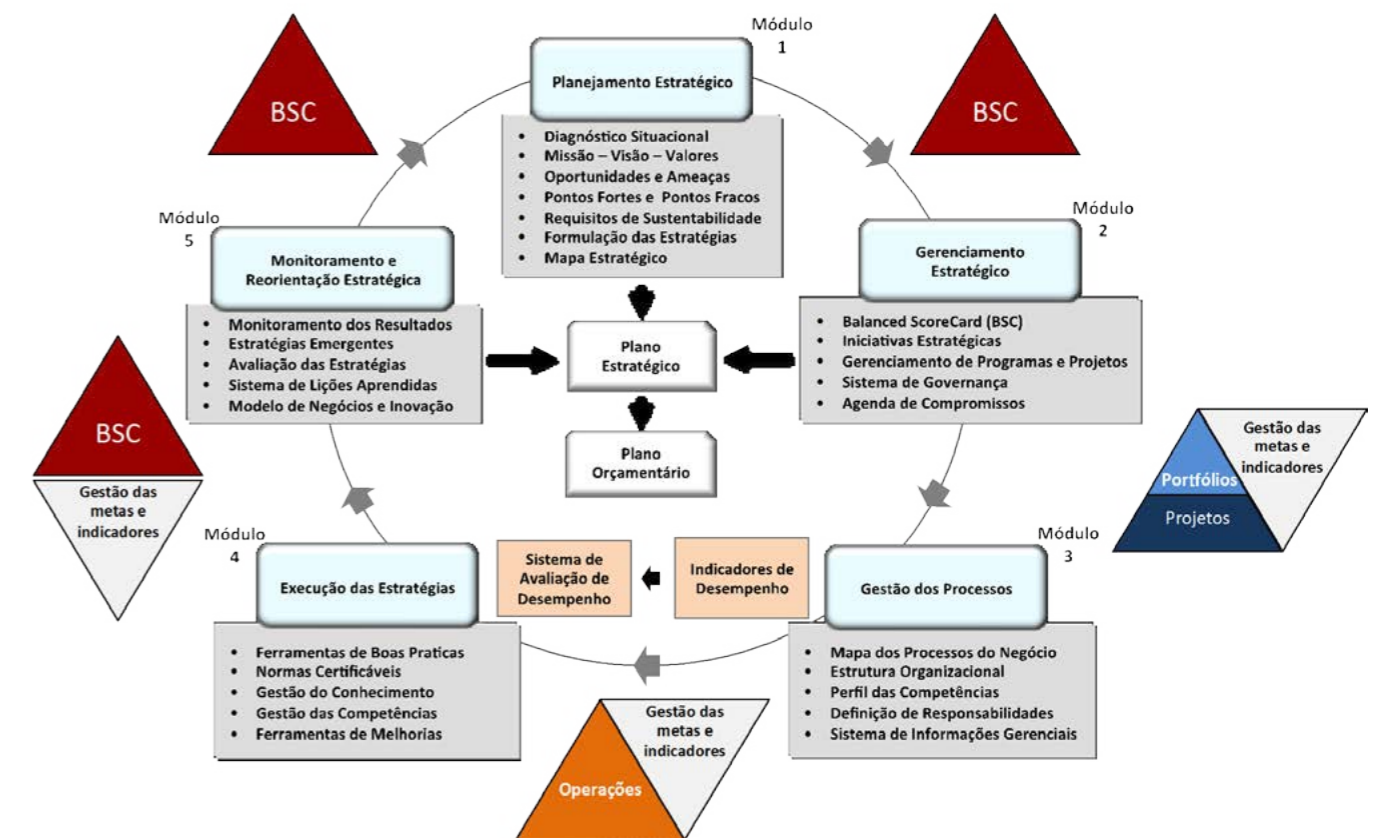 Módulo
1
Planejamento Estratégico
• Diagnóstico Situacional
• Missão – Visão – Valores
• Oportunidades e Ameaças
• Pontos Fortes e Pontos Fracos
• Requisitos de Sustentabilidade
• Formulação das Estratégias
• Mapa Estratégico
BSC
BSC
Módulo
2
Gerenciamento
Estratégico
• Balanced ScoreCard (BSC)
• Iniciativas Estratégicas
• Gerenciamento de Programas e Projetos
• Sistema de Governança
• Agenda de Compromissos
Módulo
5
Monitoramento e
Reorientação Estratégica
• Monitoramento dos Resultados
• Estratégias Emergentes
• Avaliação das Estratégias
• Sistema de Lições Aprendidas
• Modelo de Negócios e Inovação
Plano
Estratégico
Plano
Orçamentário
BSC
Gestão das
metas e
indicadores
Portfólios
Projetos
Gestão das
metas e
indicadores
Módulo
3
Gestão dos Processos
• Mapa dos Processos do Negócio
• Estrutura Organizacional
• Perfil das Competências
• Definição de Responsabilidades
• Sistema de Informações Gerenciais
Indicadores de
Desempenho
Sistema de
Avaliação de
Desempenho
Módulo
4
Execução das Estratégias
• Ferramentas de Boas Praticas
• Normas Certificáveis
• Gestão do Conhecimento
• Gestão das Competências
• Ferramentas de Melhorias
Operações
Gestão das
metas e
indicadores